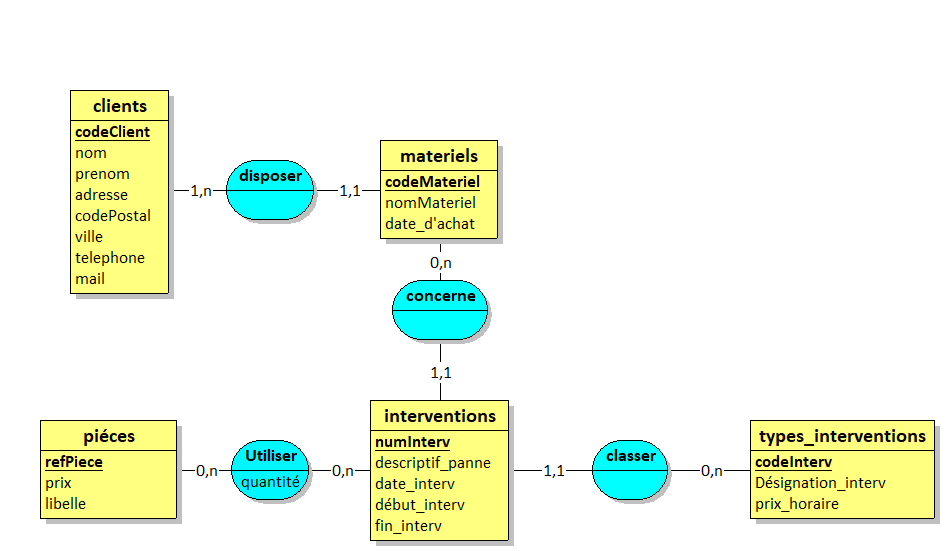 clients
codeClient
nom
prenom
adresse
codePostal
ville
telephone
mail
1,n
disposer
1,1
materiels
codeMateriel
nomMateriel
date_d'achat
0,n
concerne
1,1
piéces
refPiece
prix
libelle
0,n
Utiliser
quantité
0,n
interventions
numInterv
descriptif_panne
date_interv
début_interv
fin_interv
1,1
classer
0,n
types_interventions
codeInterv
Désignation_interv
prix_horaire